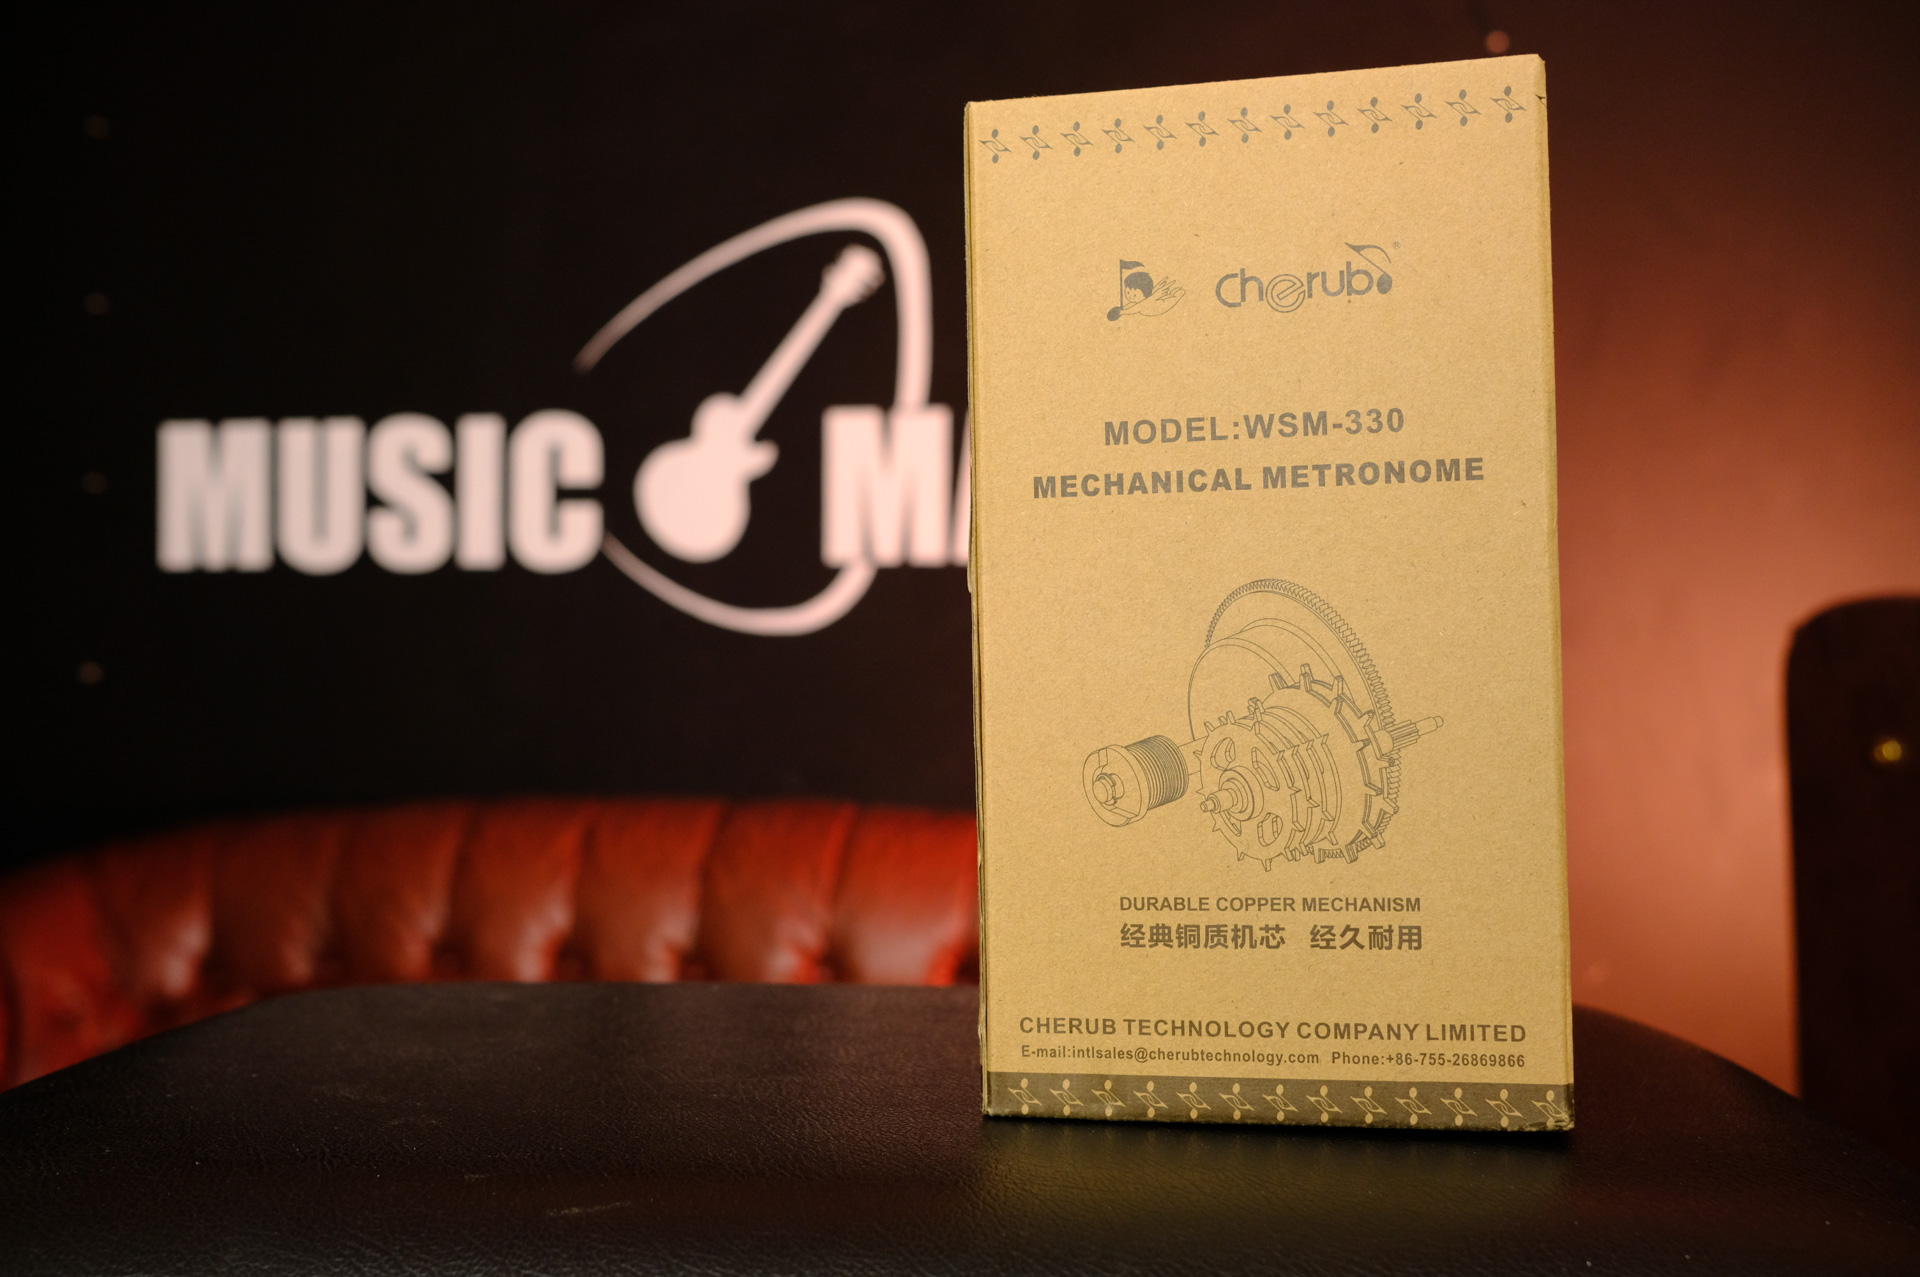 MUSIC MA
cherub®
MODEL:WSM-330
MECHANICAL METRONOME
DURABLE COPPER MECHANISM
经典铜质机芯 经久耐用
CHERUB TECHNOLOGY COMPANY LIMITED
E-mail:intlsales@cherubtechnology.com Phone:+86-755-26869866